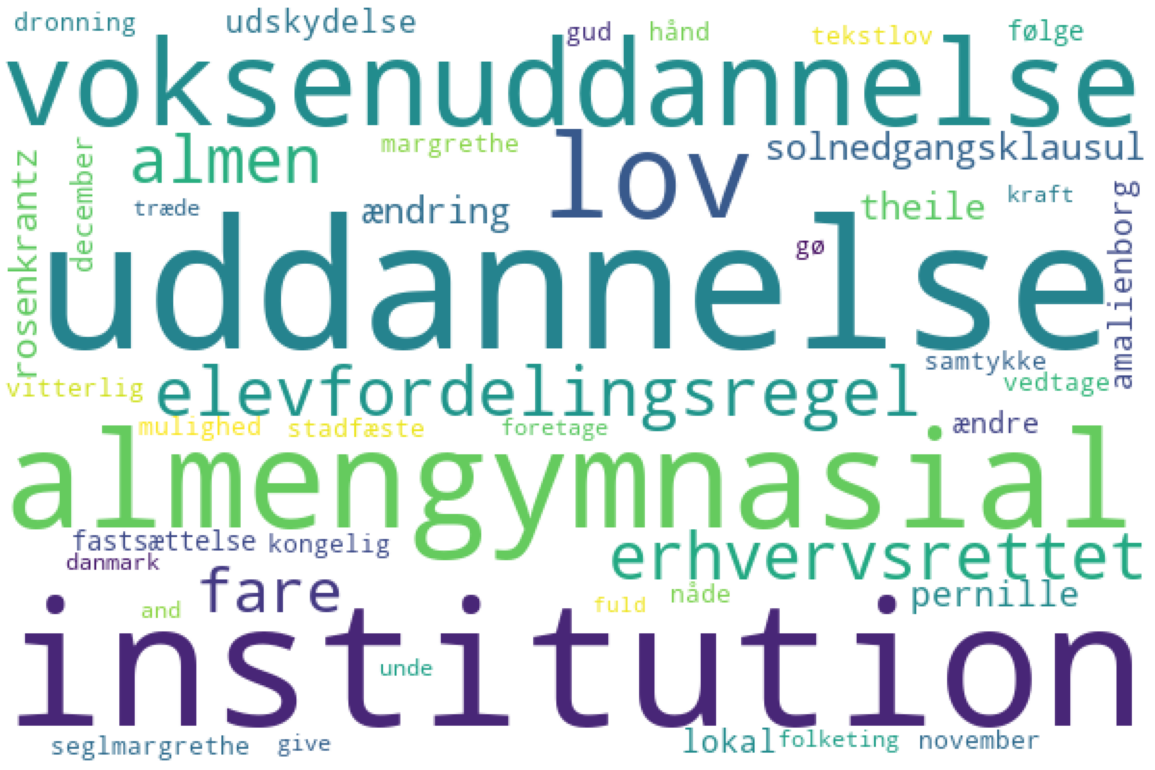 dronning udskydelse gud hånd tekstlov følge
voksenuddannelse
almen margrethe lov solnedgangsklausul
rosenkrantz december træde ændring theile kraft amalienborg
gø
uddannelse
samtykke
vitterlig elevfordelingsregel vedtage
mulighed stadfæste foretage ændre
almengymnasial
fastsættelse kongelig erhvervsrettet
danmark fare nåde pernille
and fuld
institution
unde
seglmargrethe give lokal folketing november